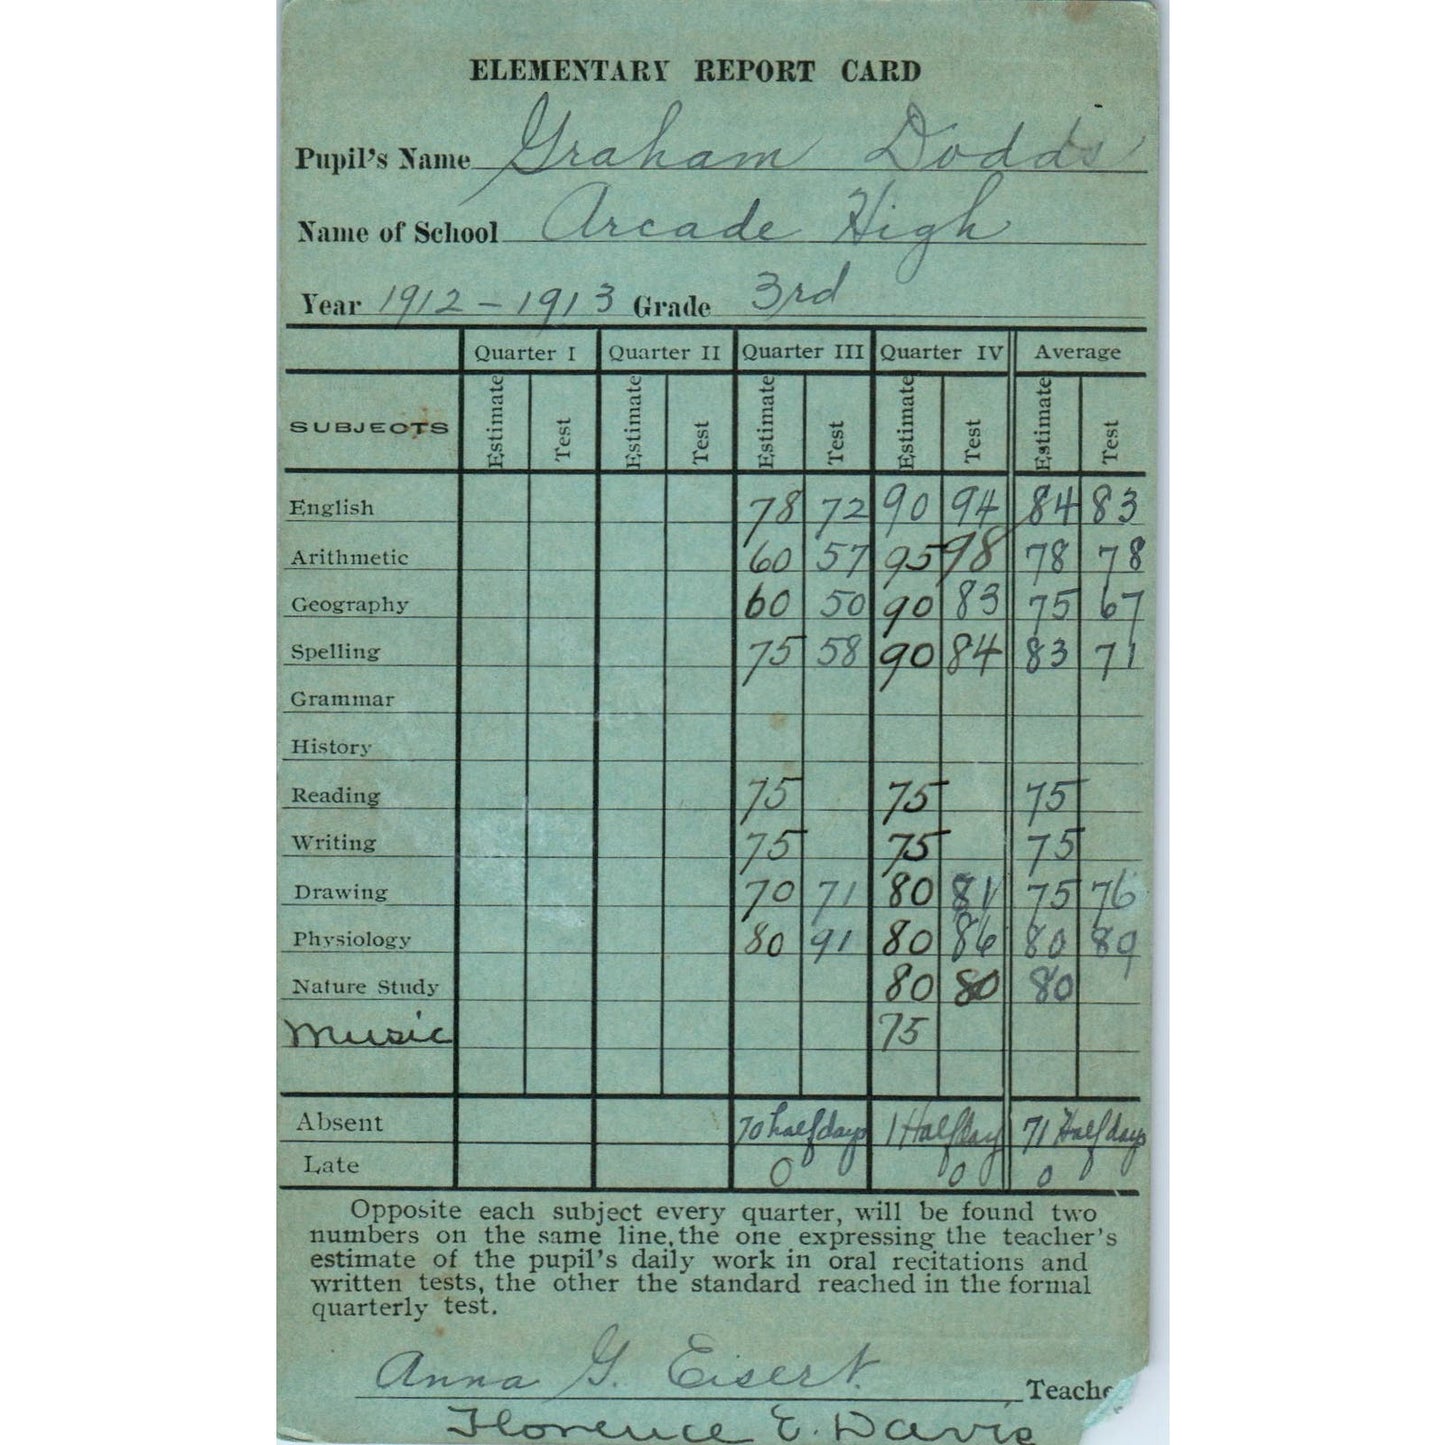 ELEMENTARY REPORT CARD
Pupil's Name Graham Dodds
Name of School Arcade High
Year 1912-1913 Grade 3rd
Quarter I Quarter II Quarter III Quarter IV Average
SUBJECTS Estimate Test Estimate Test Estimate Test Estimate Test Estimate Test
English 78 72 90 94 84 83
Arithmetic 60 57 95 98 78 78
Geography 60 50 90 83 75 67
Spelling 75 58 90 84 83 71
Grammar
History
Reading 75 75 75
Writing 75 75 75
Drawing 70 71 80 81 75 76
Physiology 80 91 80 86 80 89
Nature Study 80 80 80
Music 75
Absent 70 half days 1 Half day 71 Half days
Late 0 0 0
Opposite each subject every quarter, will be found two
numbers on the same line, the one expressing the teacher's
estimate of the pupil's daily work in oral recitations and
written tests, the other the standard reached in the formal
quarterly test.
Anna G. Eisert. Teache
Florence E. Davis